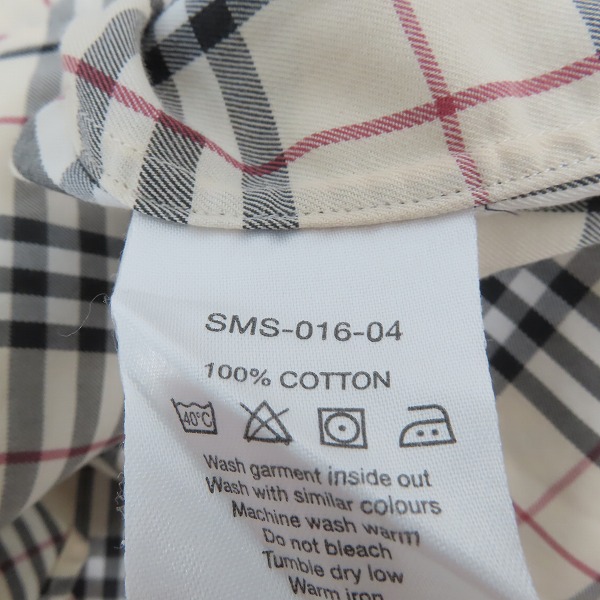 SMS-016-04
100% COTTON
40°C
Wash garment inside out
Wash with similar colours
Machine wash warm
Do not bleach
Tumble dry low
Warm iron